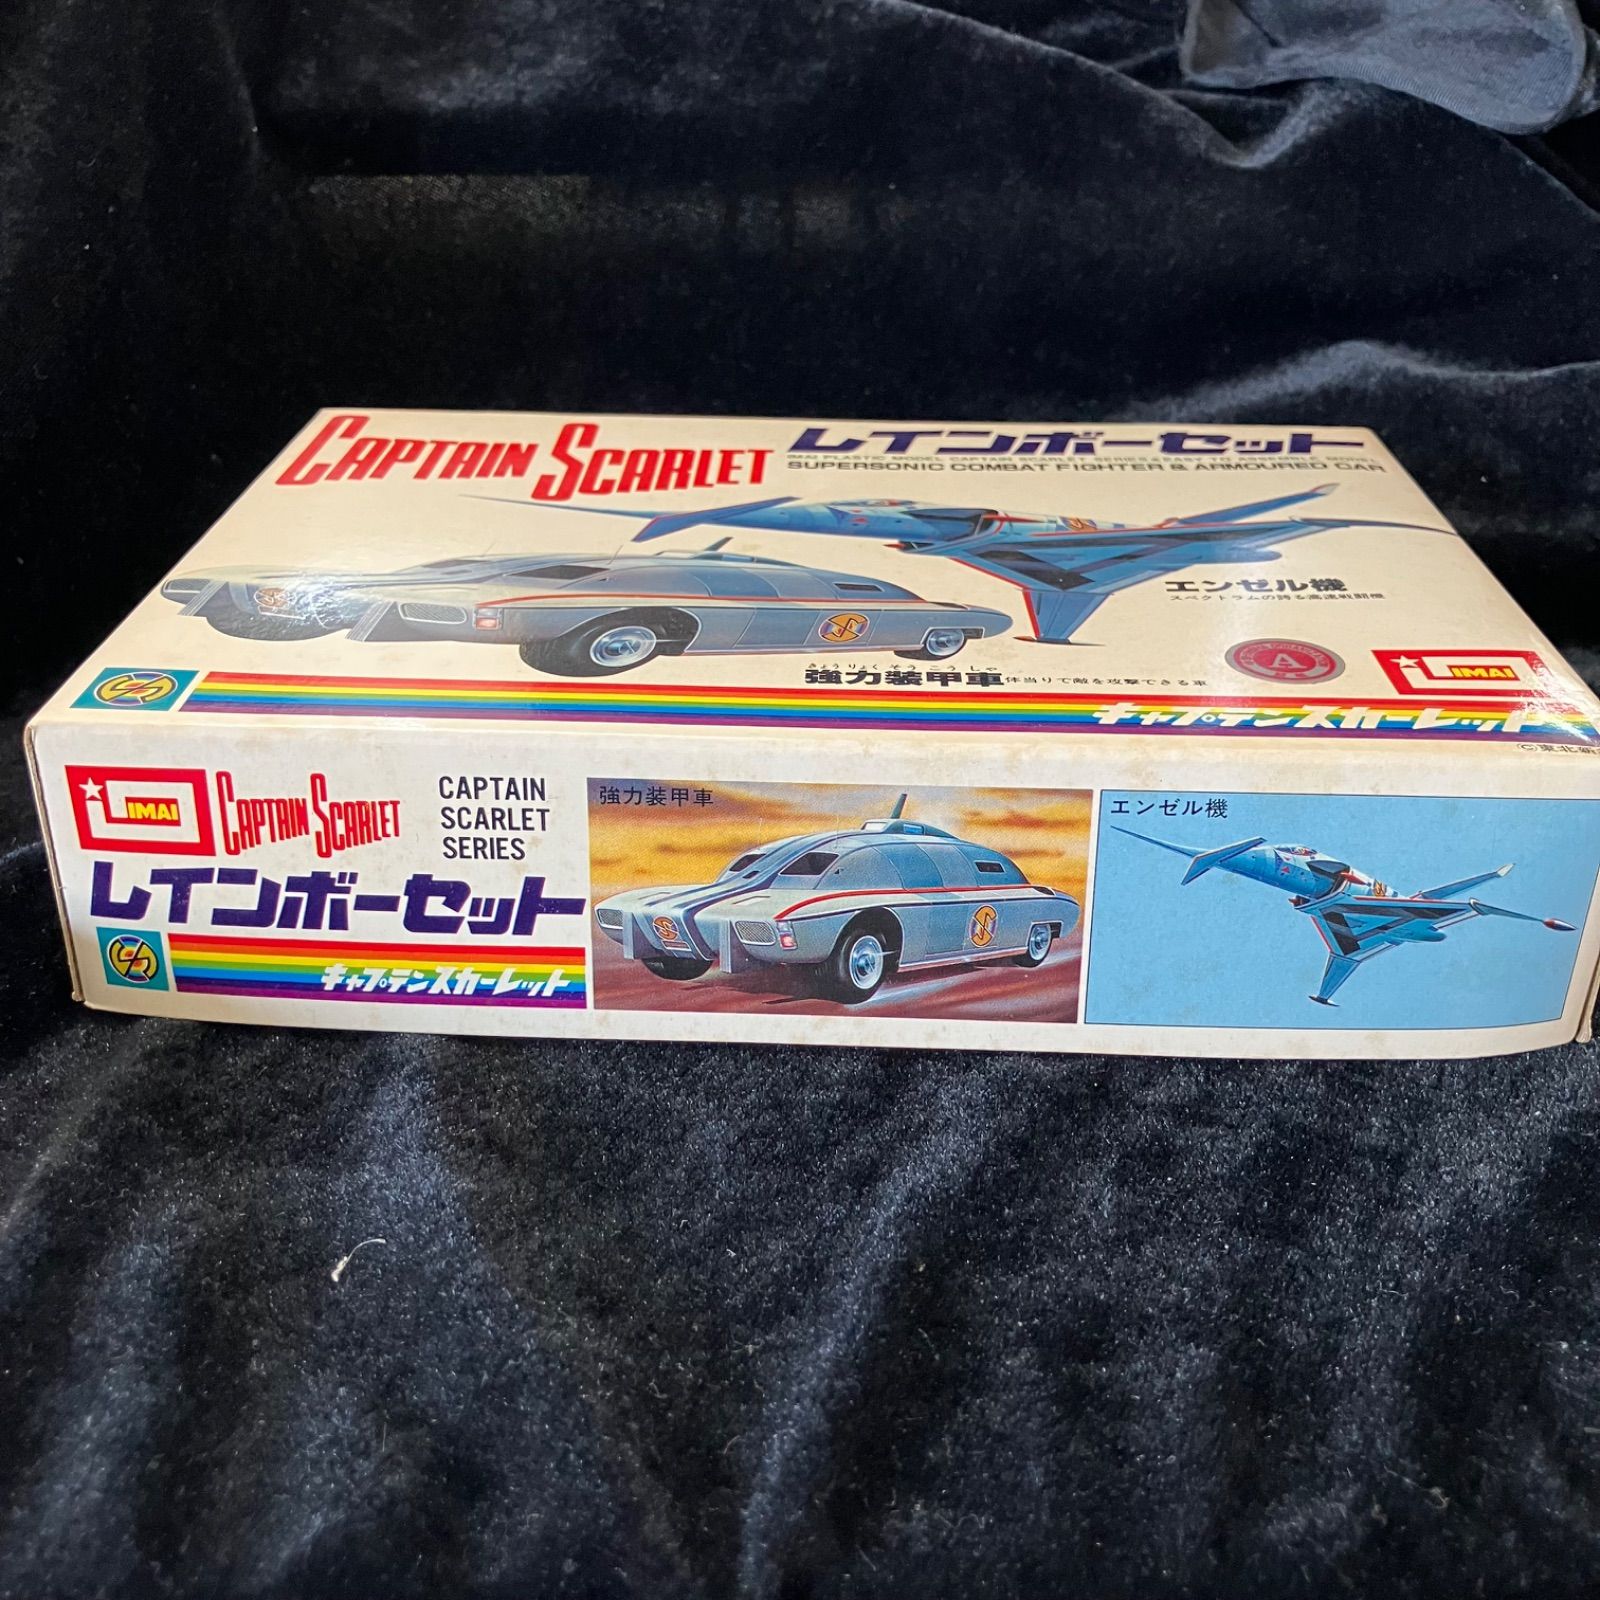 CAPTAIN SCARLET
レインボーセット
IMAI PLASTIC MODEL CAPTAIN SCARLET SERIES
SUPERSONIC COMBAT FIGHTER & ARMOURED CAR
エンゼル機
スペクトラムの誇る高速戦闘機
きょうりょくそうこうしゃ
強力装甲車 体当りで敵を攻撃できる車
A
IMAI
キャプテンスカーレット
IMAI
CAPTAIN SCARLET
CAPTAIN
SCARLET
SERIES
レインボーセット
キャプテンスカーレット
強力装甲車
エンゼル機